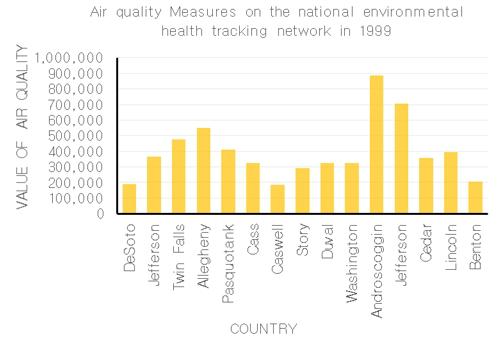 Air quality Measures on the national environmental
health tracking network in 1999
VALUE OF AIR QUALITY
1,000,000
900,000
800,000
700,000
600,000
500,000
400,000
300,000
200,000
100,000
0
DeSoto
Jefferson
Twin Falls
Allegheny
Pasquotank
Cass
Caswell
Story
Duval
Washington
Androscoggin
Jefferson
Cedar
Lincoln
Benton
COUNTRY